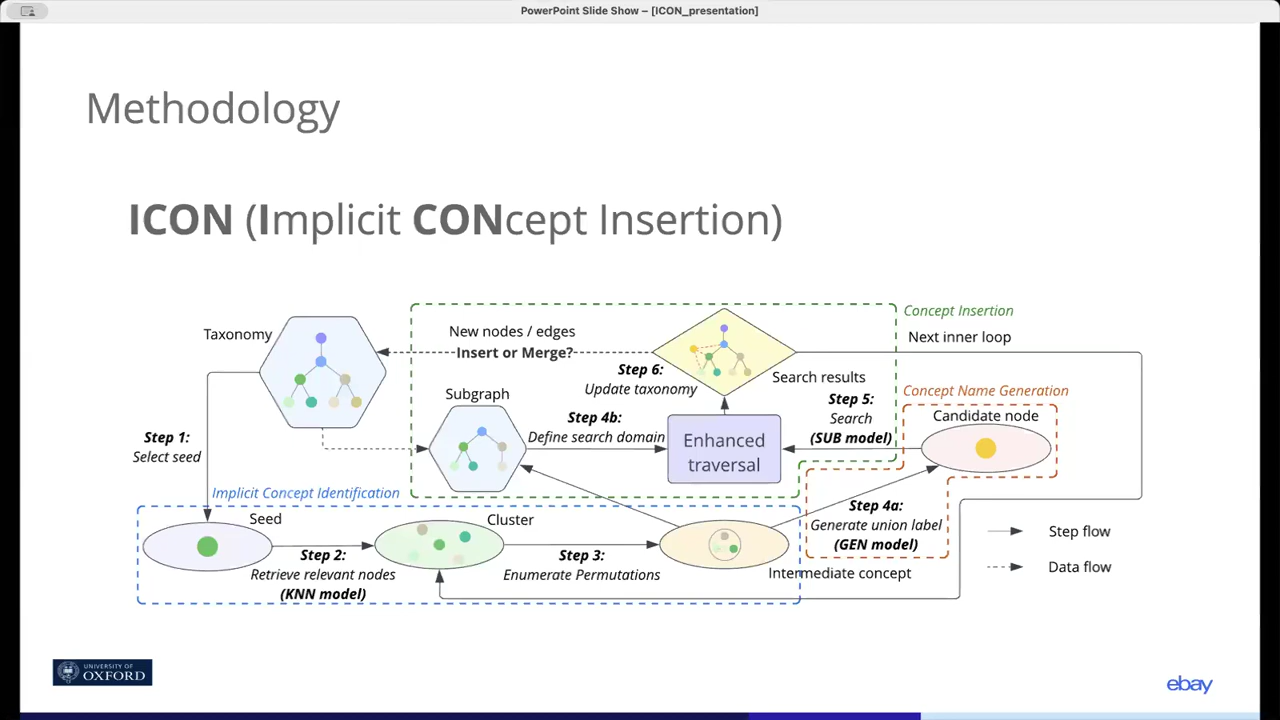 PowerPoint Slide Show – [ICON_presentation]
Methodology
ICON (Implicit CONcept Insertion)
Concept Insertion
Taxonomy
New nodes / edges
Insert or Merge?
Next inner loop
Step 6:
Update taxonomy
Search results
Subgraph
Step 5:
Search
(SUB model)
Concept Name Generation
Candidate node
Step 4b:
Define search domain
Enhanced
traversal
Step 1:
Select seed
Implicit Concept Identification
Seed
Cluster
Step 4a:
Generate union label
(GEN model)
Step 2:
Retrieve relevant nodes
(KNN model)
Step 3:
Enumerate Permutations
Intermediate concept
Step flow
Data flow
UNIVERSITY OF
OXFORD
ebay